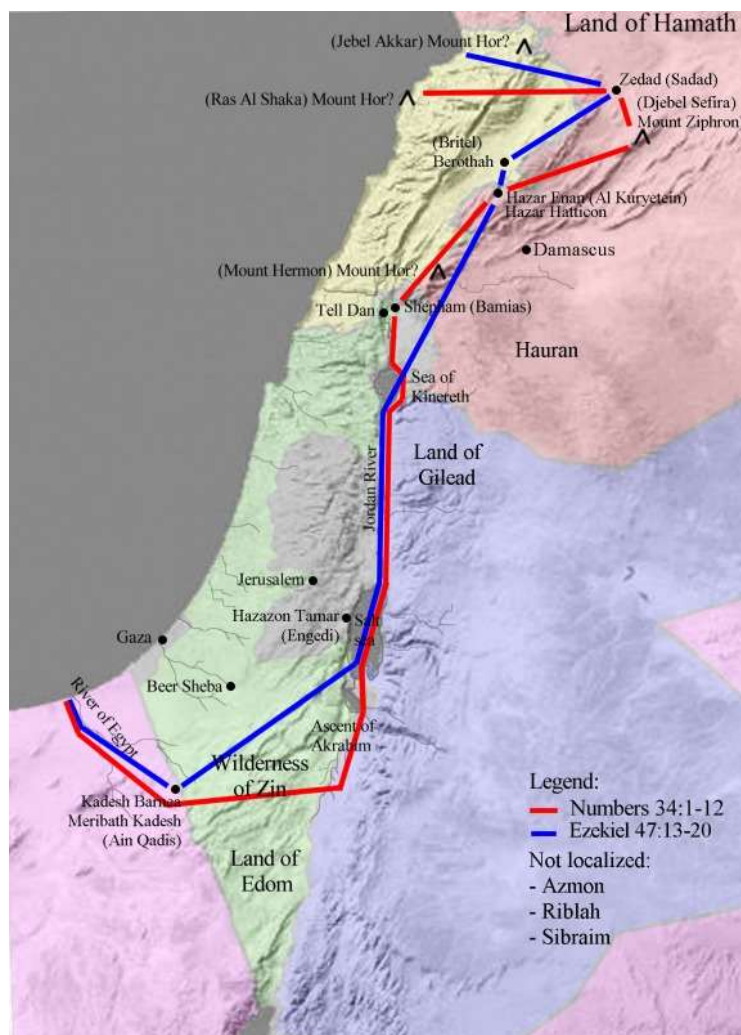 Land of Hamath
(Jebel Akkar) Mount Hor?
Zedad (Sadad)
(Ras Al Shaka) Mount Hor?
(Djebel Sefira)
Mount Ziphron
(Britel)
Berothah
Hazar Enan (Al Kuryetein)
Hazar Hatticon
Damascus
(Mount Hermon) Mount Hor?
Tell Dan
Shepham (Bamias)
Hauran
Sea of
Kinereth
Land of
Gilead
Jordan River
Jerusalem
Hazazon Tamar
(Engedi)
Salt
sea
Gaza
Beer Sheba
River of Egypt
Ascent of
Akrabim
Wilderness
of Zin
Kadesh Barnea
Meribath Kadesh
(Ain Qadis)
Land of
Edom
Legend:
Numbers 34:1-12
Ezekiel 47:13-20
Not localized:
- Azmon
- Riblah
- Sibraim